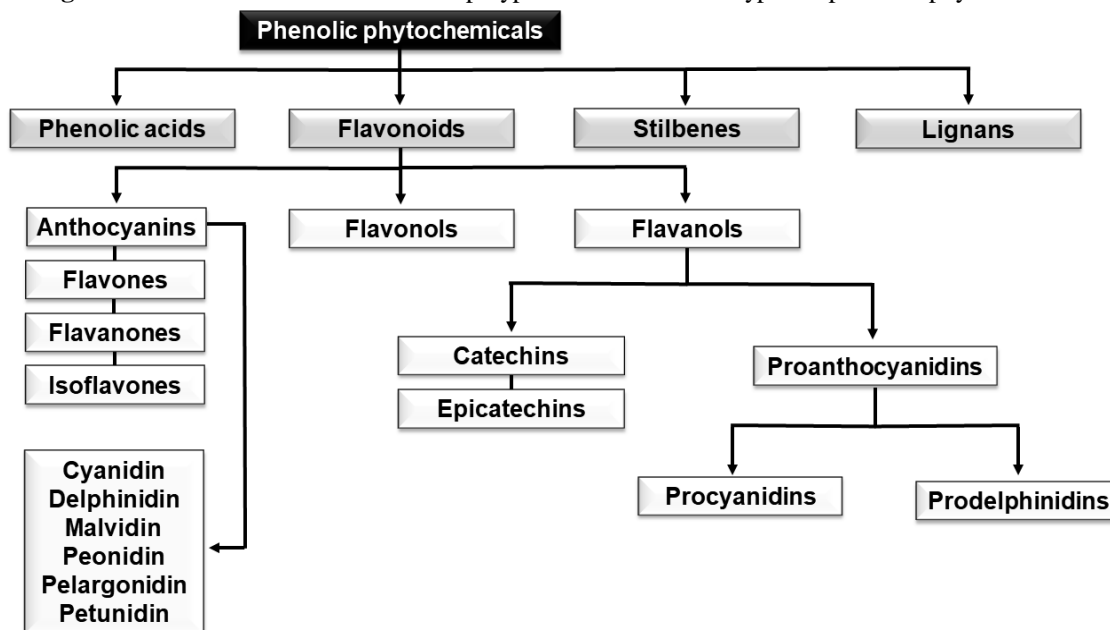 Phenolic phytochemicals
Phenolic acids
Flavonoids
Stilbenes
Lignans
Anthocyanins
Flavonols
Flavanols
Flavones
Flavanones
Isoflavones
Catechins
Epicatechins
Proanthocyanidins
Procyanidins
Prodelphinidins
Cyanidin
Delphinidin
Malvidin
Peonidin
Pelargonidin
Petunidin